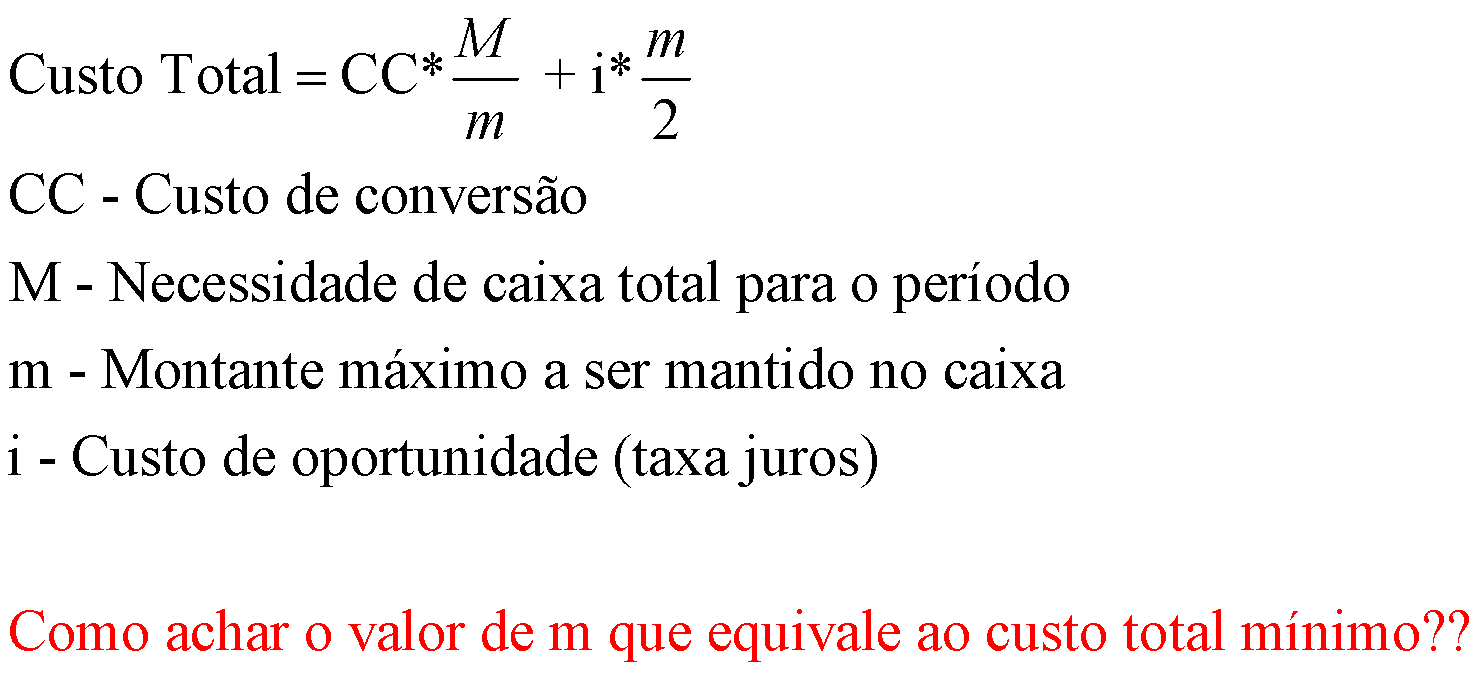 Custo Total = CC*M/m + i*m/2
CC - Custo de conversão
M - Necessidade de caixa total para o período
m - Montante máximo a ser mantido no caixa
i - Custo de oportunidade (taxa juros)
Como achar o valor de m que equivale ao custo total mínimo??